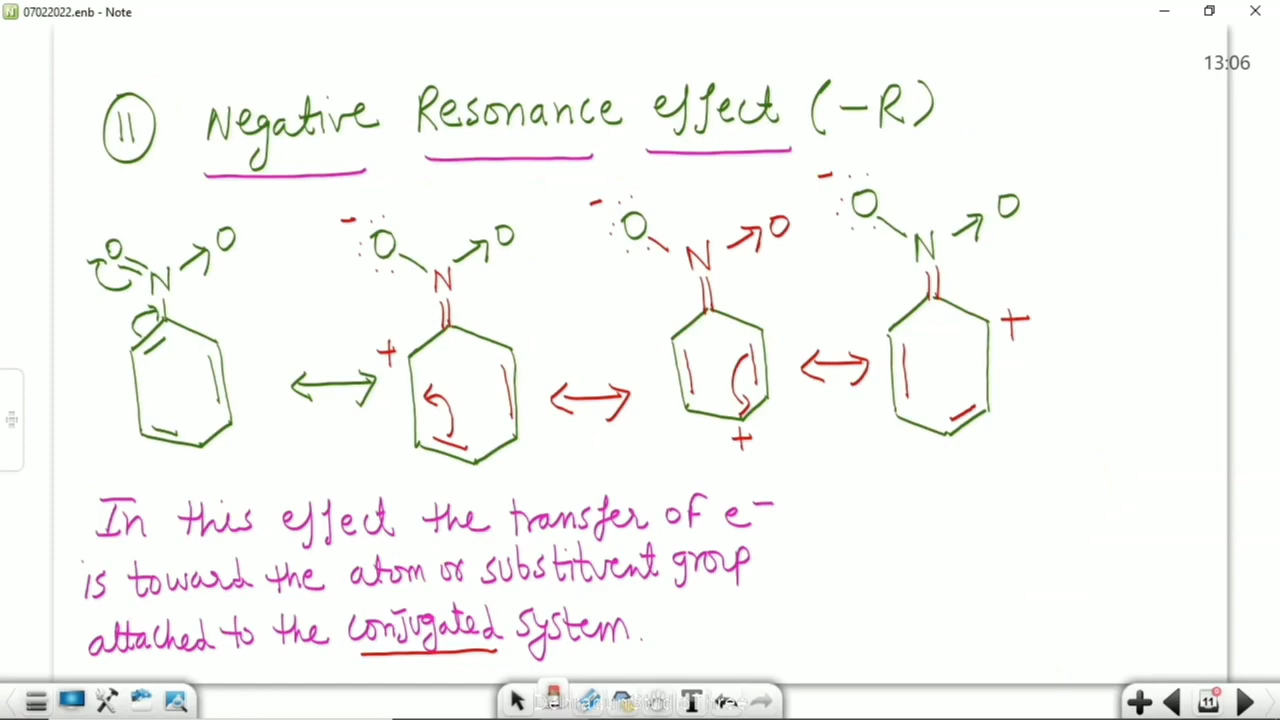 07022022.enb - Note
13:06
11 Negative Resonance effect (-R)
O N O
- O N O +
- O N O +
- O N O +
In this effect the transfer of e-
is toward the atom or substituent group
attached to the conjugated system.
T
11